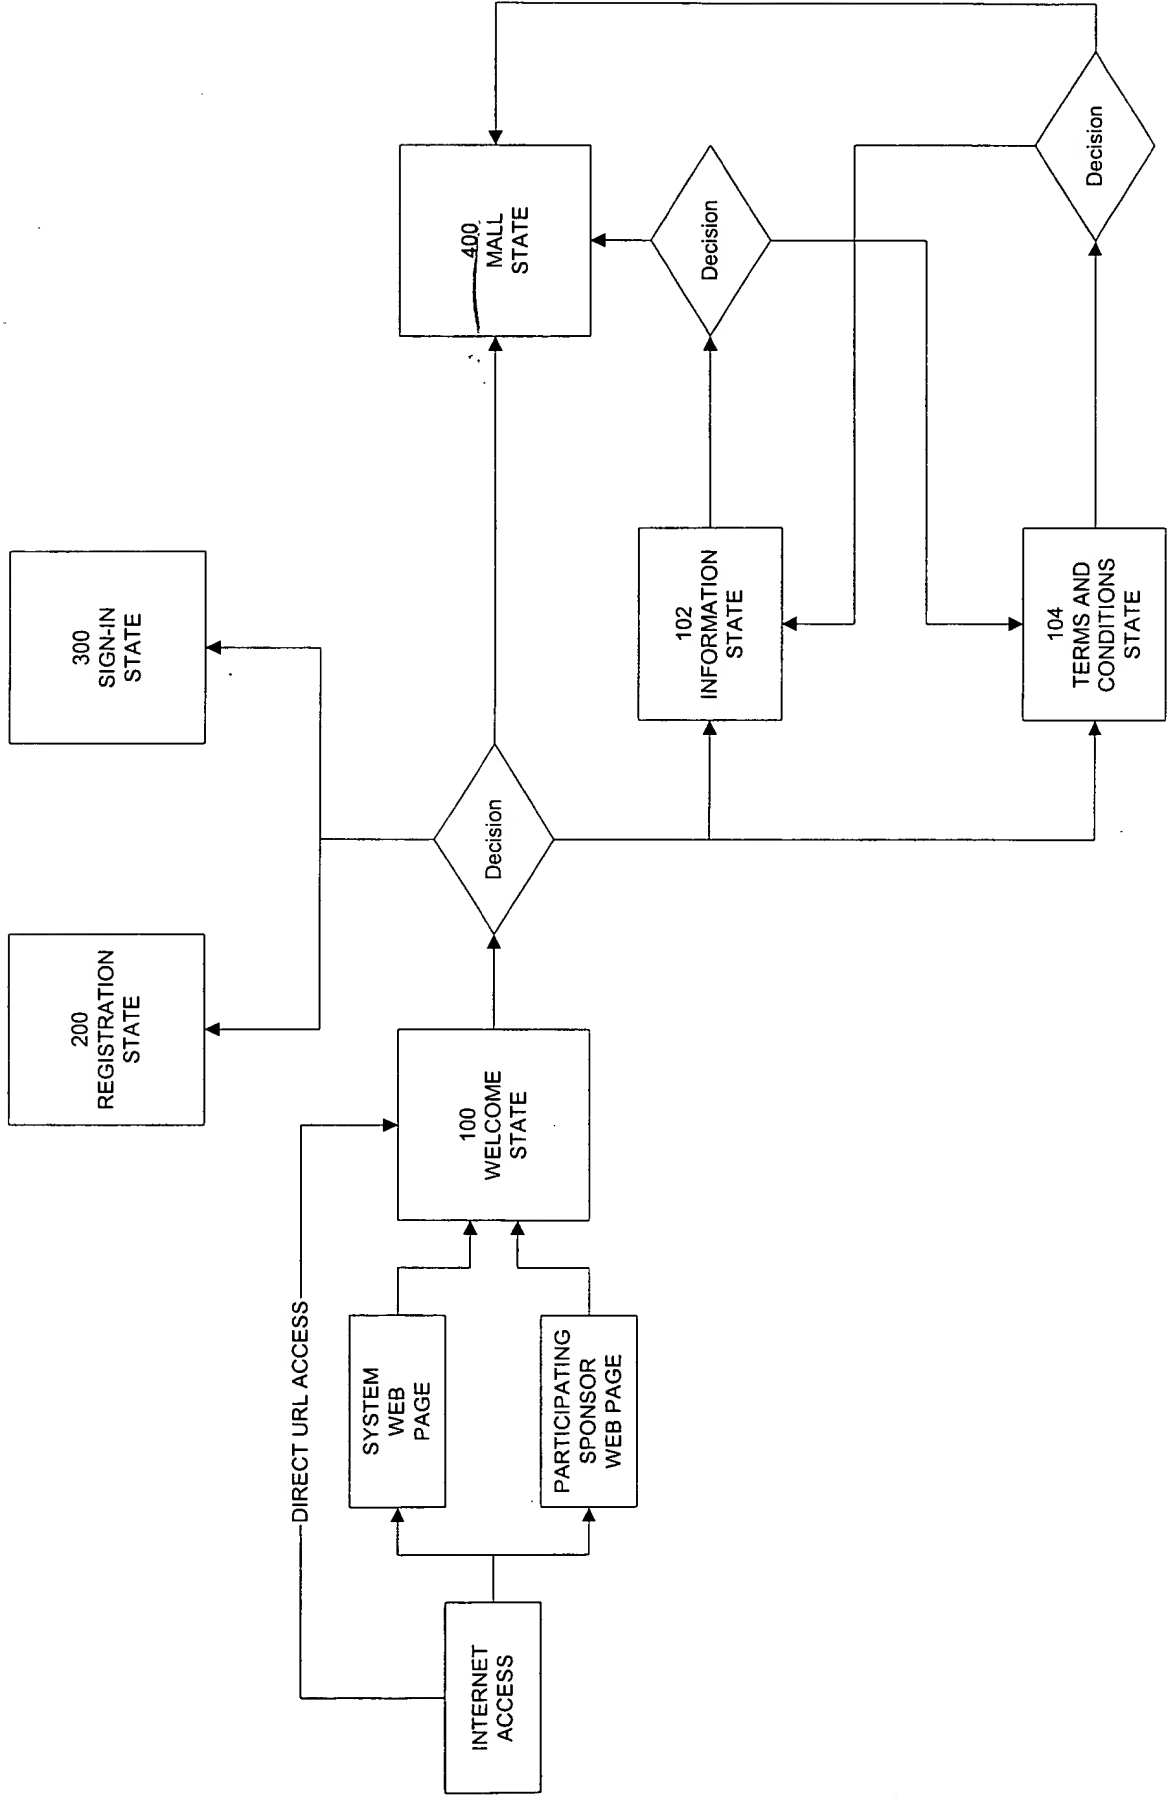 200
REGISTRATION
STATE
300
SIGN-IN
STATE
DIRECT URL ACCESS
INTERNET
ACCESS
SYSTEM
WEB
PAGE
PARTICIPATING
SPONSOR
WEB PAGE
100
WELCOME
STATE
Decision
400
MALL
STATE
102
INFORMATION
STATE
Decision
104
TERMS AND
CONDITIONS
STATE
Decision